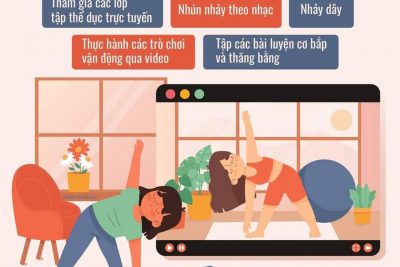 Tham gia các lớp
tập thể dục trực tuyến
Nhún nhảy theo nhạc
Nhảy dây
Thực hành các trò chơi
vận động qua video
Tập các bài luyện cơ bắp
và thăng bằng